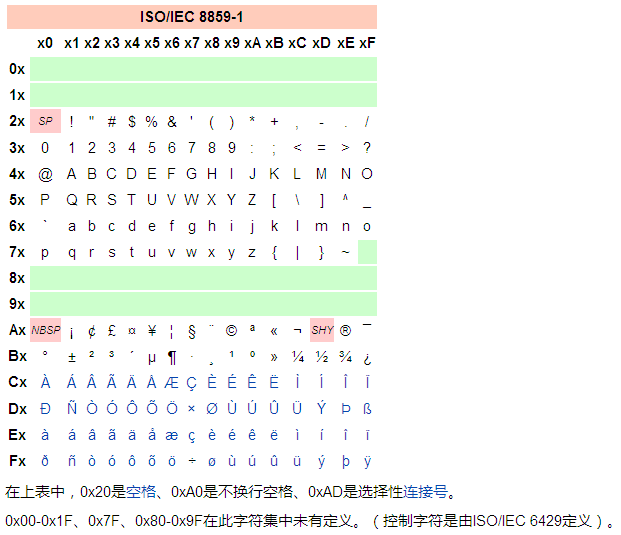 ISO/IEC 8859-1
x0 x1 x2 x3 x4 x5 x6 x7 x8 x9 xA xB xC xD xE xF
0x
1x
2x SP ! " # $ % & ' ( ) * + , - . /
3x 0 1 2 3 4 5 6 7 8 9 : ; < = > ?
4x @ A B C D E F G H I J K L M N O
5x P Q R S T U V W X Y Z [ \ ] ^ _
6x ` a b c d e f g h i j k l m n o
7x p q r s t u v w x y z { | } ~
8x
9x
Ax NBSP ¡ ¢ £ ¤ ¥ ¦ § ¨ © ª « ¬ SHY ® ¯
Bx ° ± ² ³ ´ µ ¶ · ¸ ¹ º » ¼ ½ ¾ ¿
Cx À Á Â Ã Ä Å Æ Ç È É Ê Ë Ì Í Î Ï
Dx Ð Ñ Ò Ó Ô Õ Ö × Ø Ù Ú Û Ü Ý Þ ß
Ex à á â ã ä å æ ç è é ê ë ì í î ï
Fx ð ñ ò ó ô õ ö ÷ ø ù ú û ü ý þ ÿ
在上表中，0x20是空格、0xA0是不换行空格、0xAD是选择性连接号。
0x00-0x1F、0x7F、0x80-0x9F在此字符集中未有定义。（控制字符是由ISO/IEC 6429定义）。